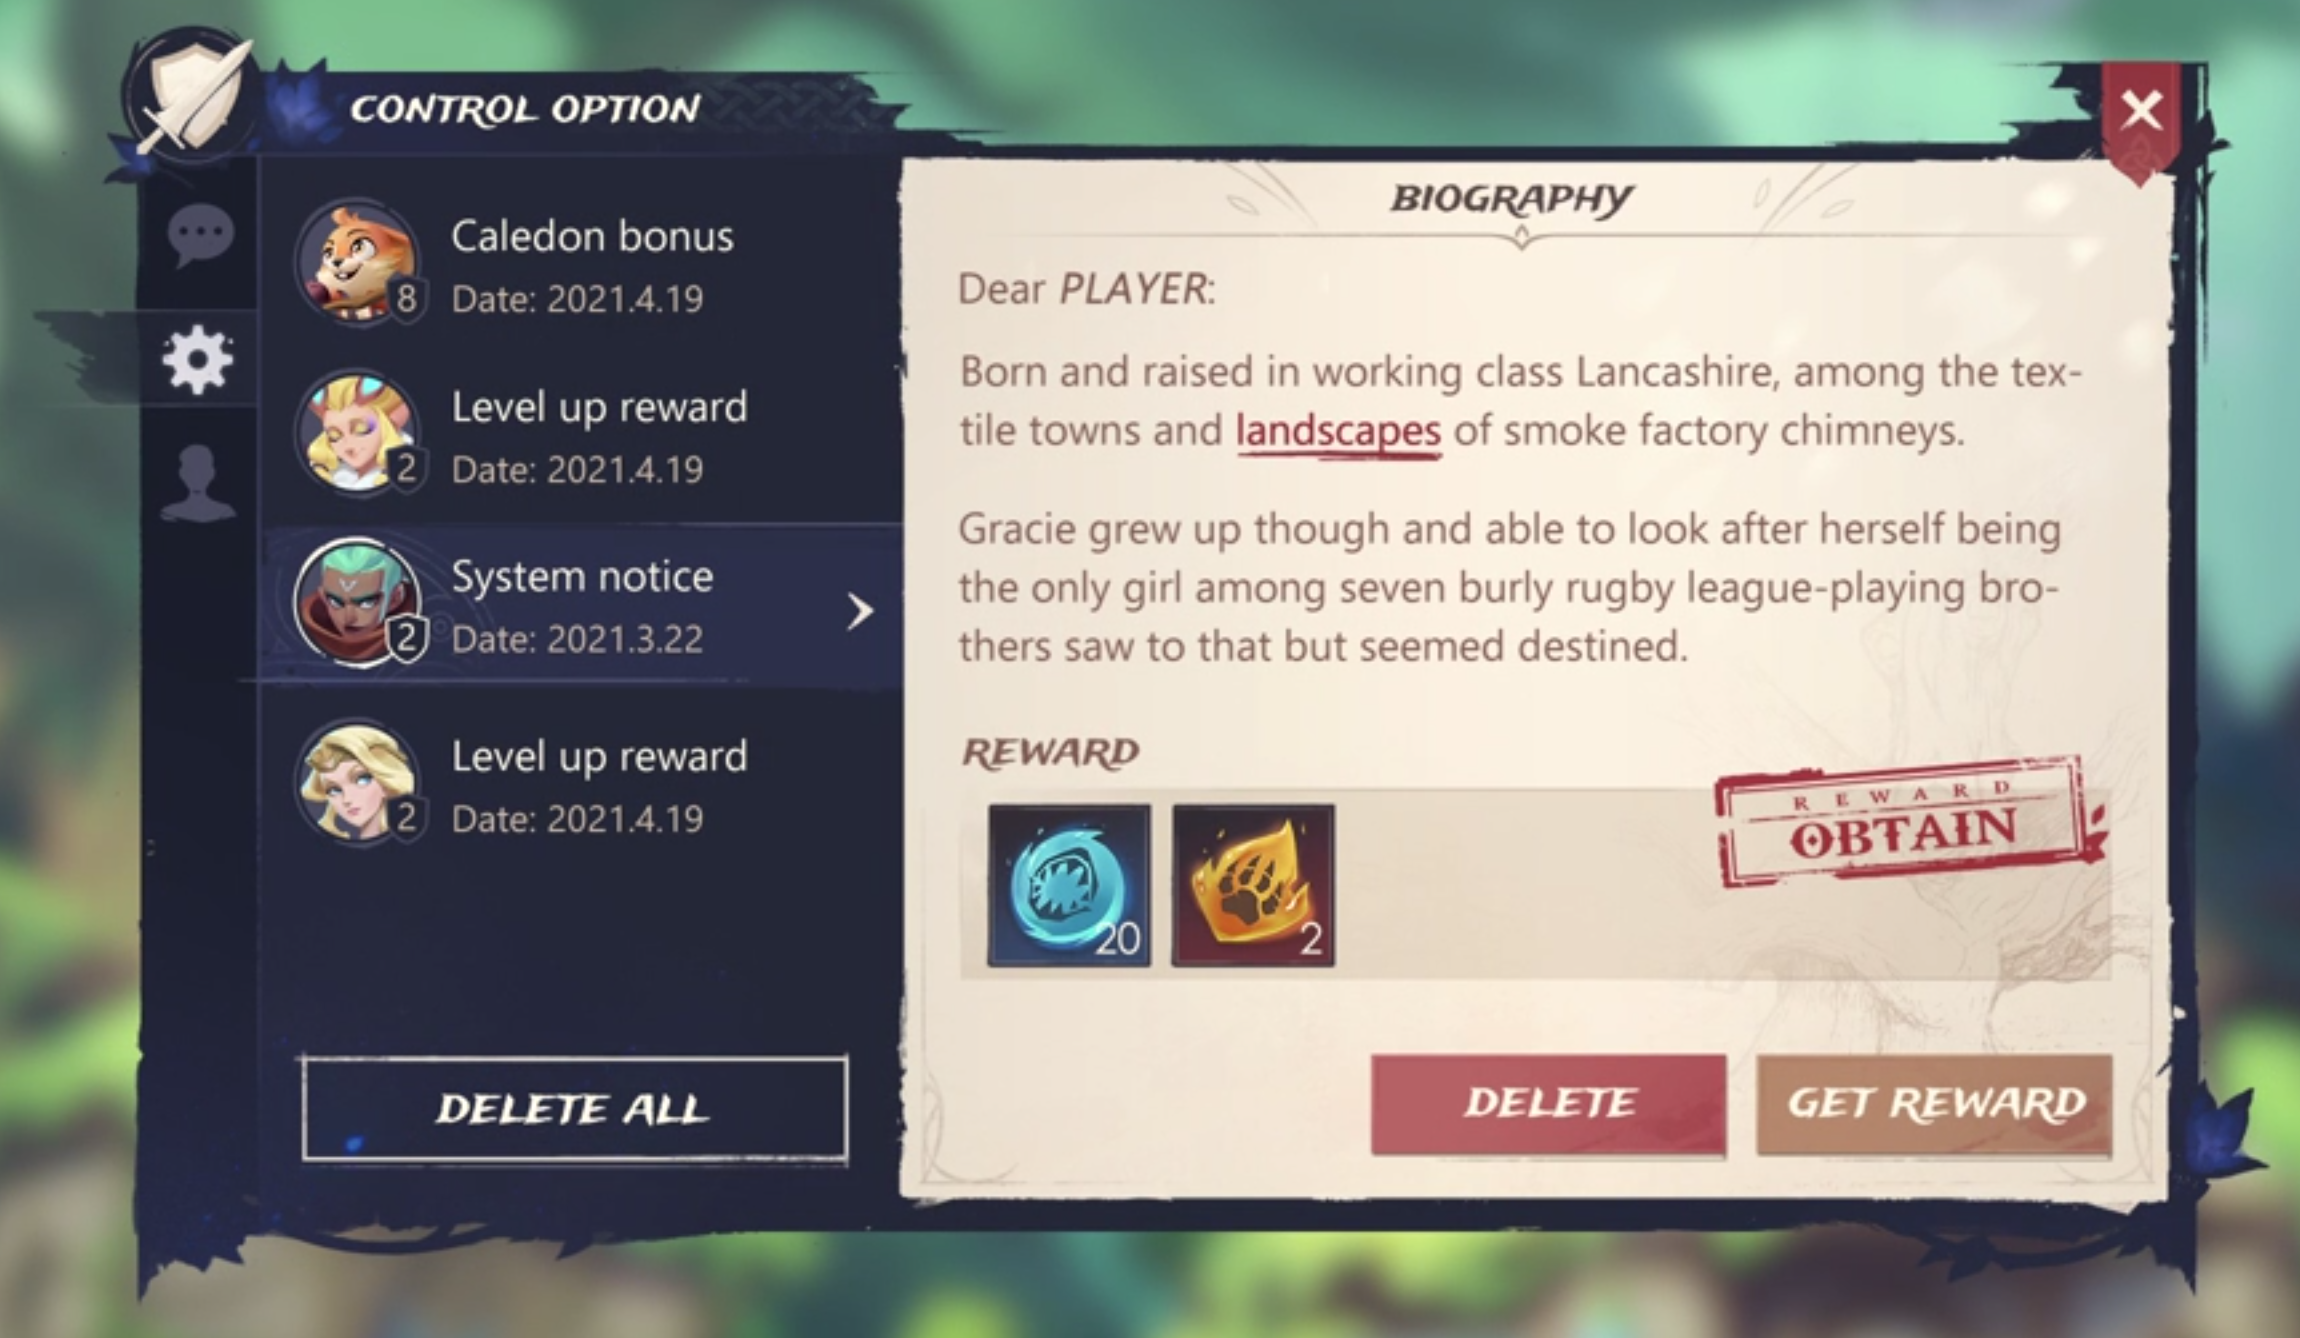 CONTROL OPTION
Caledon bonus
8
Date: 2021.4.19
Level up reward
2
Date: 2021.4.19
System notice
2
Date: 2021.3.22
Level up reward
2
Date: 2021.4.19
DELETE ALL
BIOGRAPHY
Dear PLAYER:
Born and raised in working class Lancashire, among the tex-
tile towns and landscapes of smoke factory chimneys.
Gracie grew up though and able to look after herself being
the only girl among seven burly rugby league-playing bro-
thers saw to that but seemed destined.
REWARD
20
2
REWARD
OBTAIN
DELETE
GET REWARD